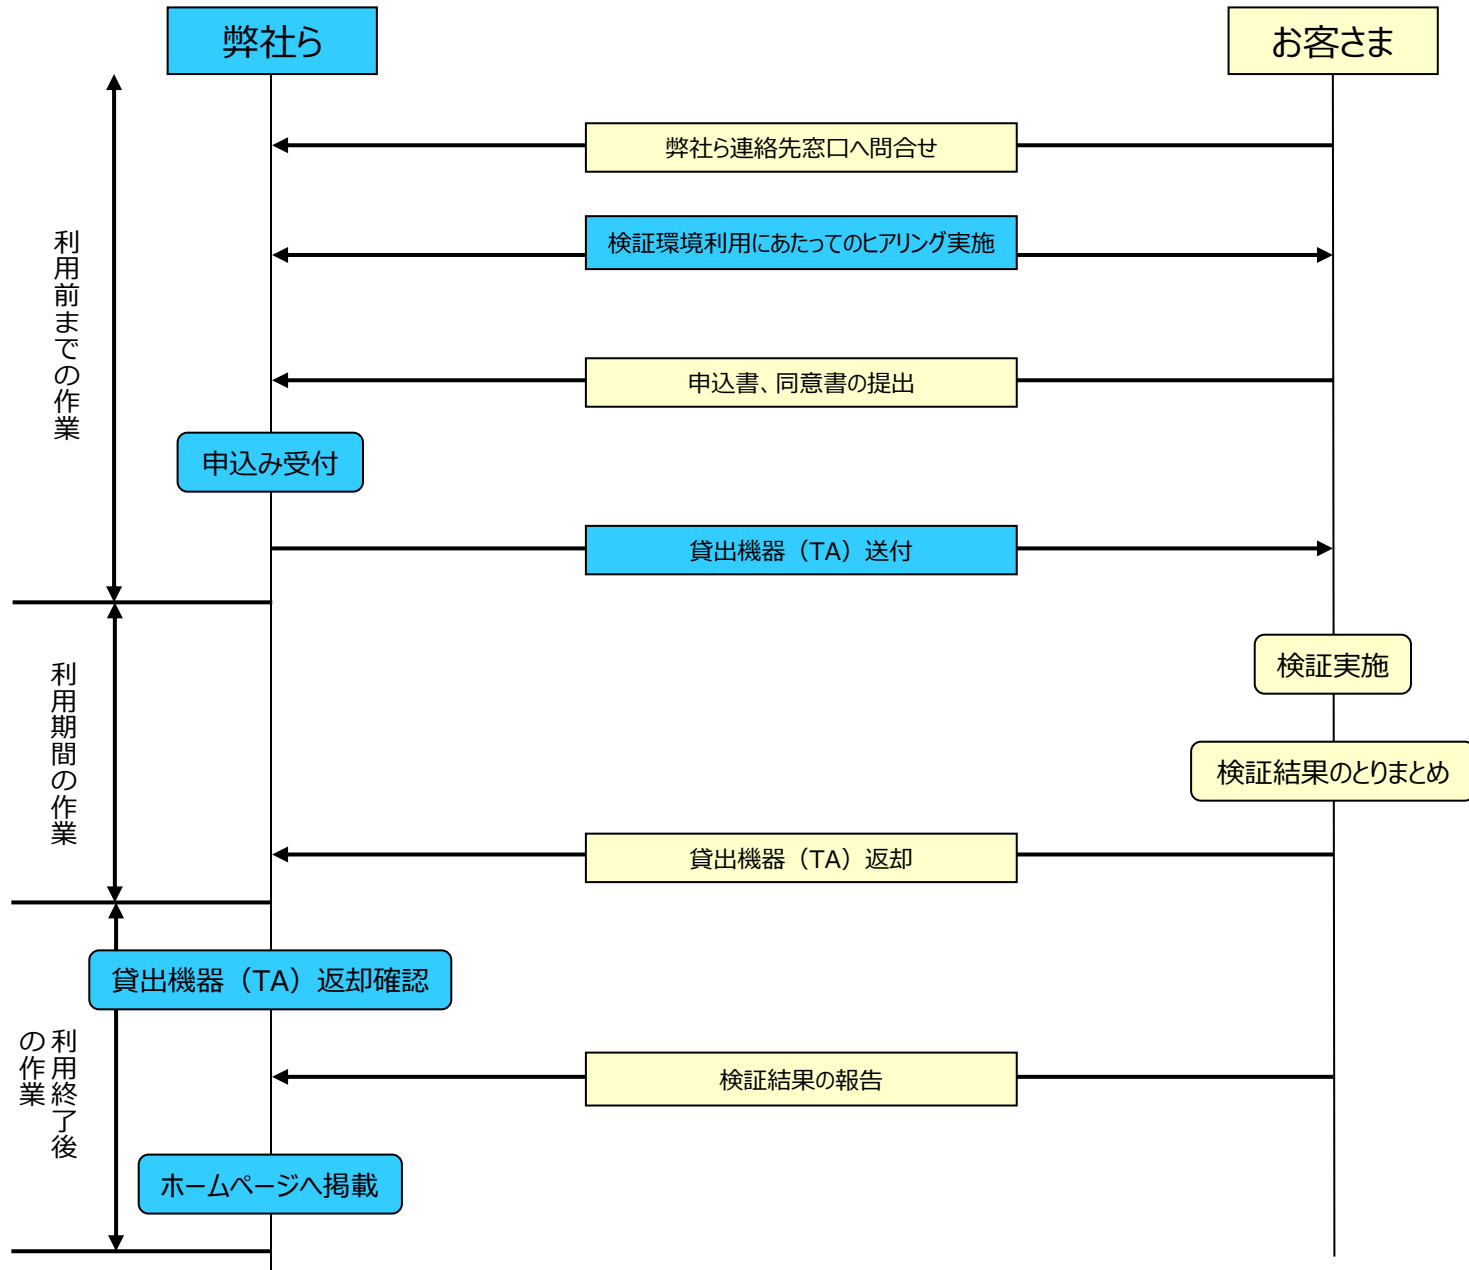 弊社ら
お客さま
弊社ら連絡先窓口へ問合せ
検証環境利用にあたってのヒアリング実施
利用前までの作業
申込書、同意書の提出
申込み受付
貸出機器（TA）送付
検証実施
利用期間の作業
検証結果のとりまとめ
貸出機器（TA）返却
貸出機器（TA）返却確認
利用終了後
の作業
検証結果の報告
ホームページへ掲載